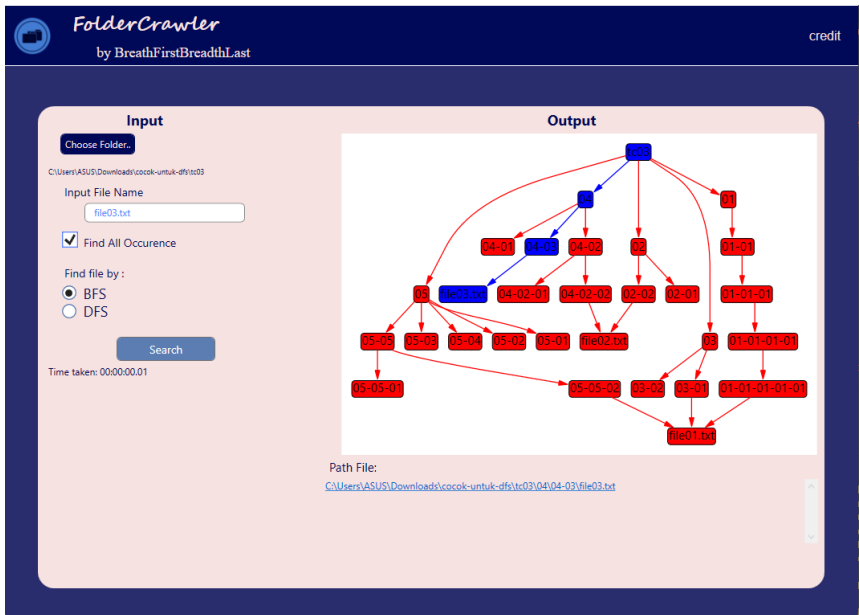 FolderCrawler
by BreathFirstBreadthLast
credit
Input
Choose Folder..
C:\Users\ASUS\Downloads\cocok-untuk-dfs\tc03
Input File Name
file03.txt
Find All Occurence
Find file by :
BFS
DFS
Search
Time taken: 00:00:00.01
Output
tc03
04 01
04-01 04-03 04-02 02 01-01
05 file03.txt 04-02-01 04-02-02 02-02 02-01 01-01-01
05-05 05-03 05-04 05-02 05-01 file02.txt 03 01-01-01-01
05-05-01 05-05-02 03-02 03-01 01-01-01-01-01
file01.txt
Path File:
C:\Users\ASUS\Downloads\cocok-untuk-dfs\tc03\04\04-03\file03.txt